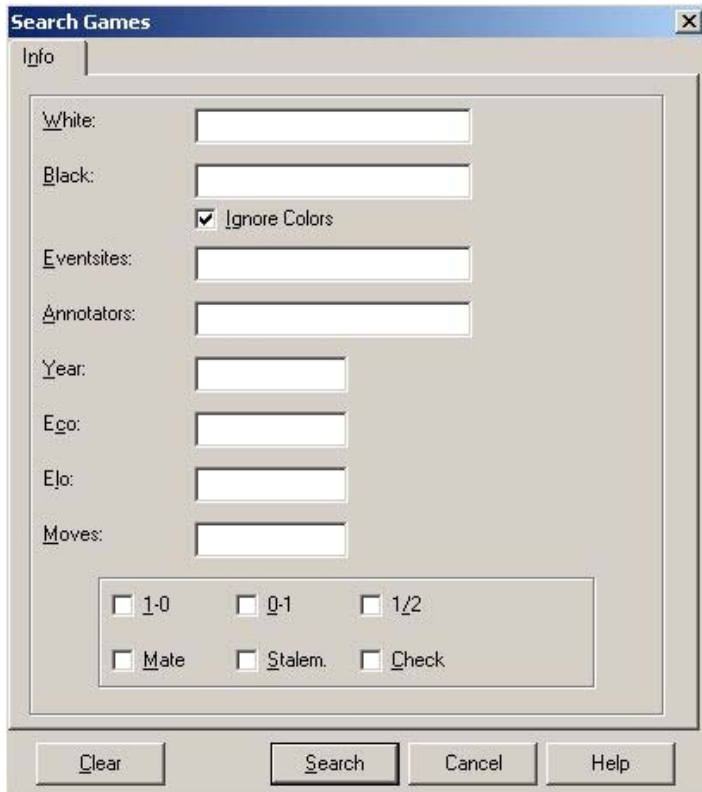 Search Games
Info
White:
Black:
Ignore Colors
Eventsites:
Annotators:
Year:
Eco:
Elo:
Moves:
1-0 0-1 1/2
Mate Stalem. Check
Clear Search Cancel Help